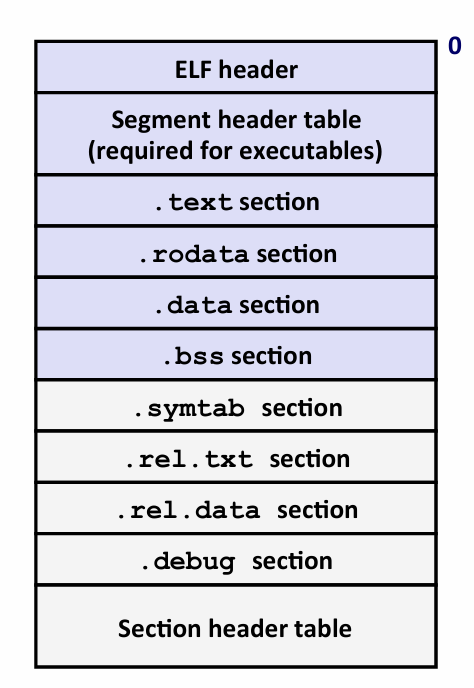 0
ELF header
Segment header table
(required for executables)
.text section
.rodata section
.data section
.bss section
.symtab section
.rel.txt section
.rel.data section
.debug section
Section header table